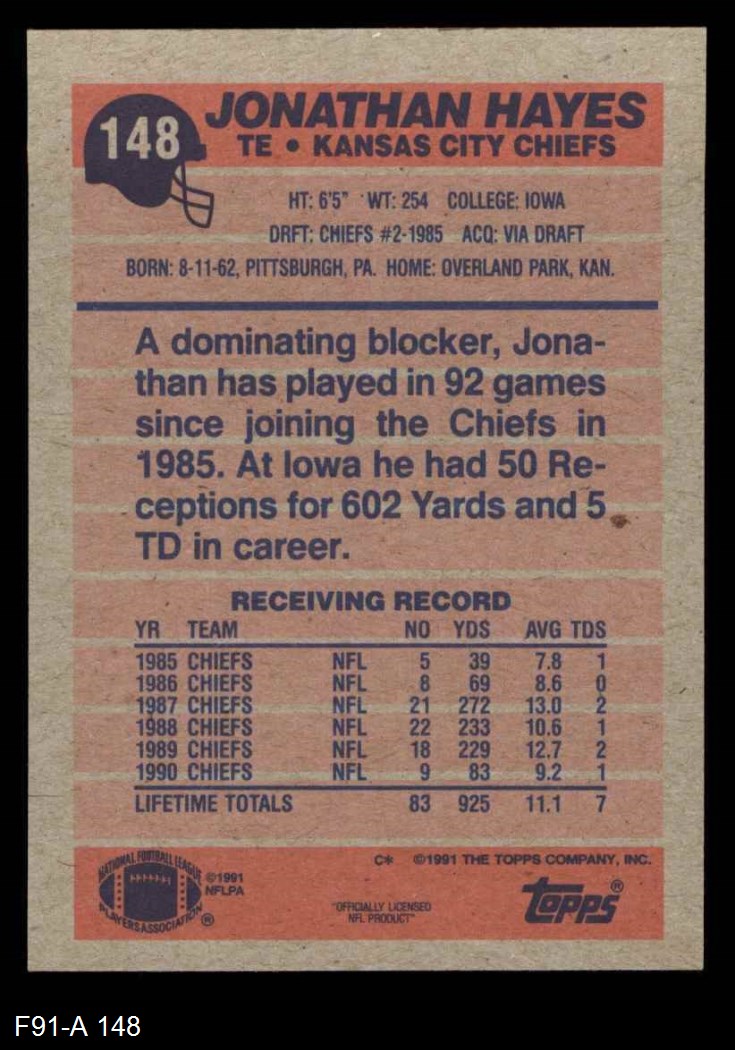 148
JONATHAN HAYES
TE • KANSAS CITY CHIEFS
HT: 6'5" WT: 254 COLLEGE: IOWA
DRFT: CHIEFS #2-1985 ACQ: VIA DRAFT
BORN: 8-11-62, PITTSBURGH, PA. HOME: OVERLAND PARK, KAN.
A dominating blocker, Jona-
than has played in 92 games
since joining the Chiefs in
1985. At Iowa he had 50 Re-
ceptions for 602 Yards and 5
TD in career.
RECEIVING RECORD
YR TEAM NO YDS AVG TDS
1985 CHIEFS NFL 5 39 7.8 1
1986 CHIEFS NFL 8 69 8.6 0
1987 CHIEFS NFL 21 272 13.0 2
1988 CHIEFS NFL 22 233 10.6 1
1989 CHIEFS NFL 18 229 12.7 2
1990 CHIEFS NFL 9 83 9.2 1
LIFETIME TOTALS 83 925 11.1 7
C* ©1991 THE TOPPS COMPANY, INC.
NATIONAL FOOTBALL LEAGUE
PLAYERS ASSOCIATION ®
©1991
NFLPA
"OFFICIALLY LICENSED
NFL PRODUCT"
topps®
F91-A 148